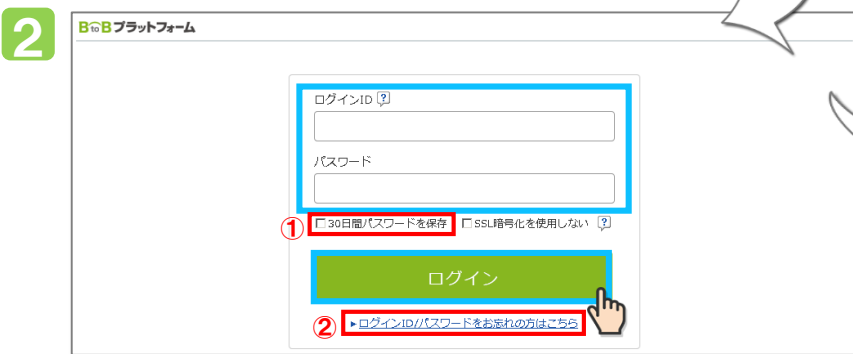 2
BtoBプラットフォーム
ログインID ?
パスワード
① 30日間パスワードを保存 SSL暗号化を使用しない ?
ログイン
② ▸ログインID/パスワードをお忘れの方はこちら